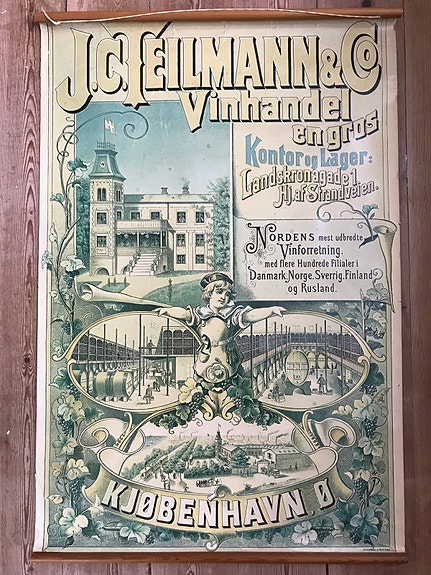 J.C. TEILMANN & Co
Vinhandel
en gros
Kontor og Lager:
Landskronagade 1
Hj. af Strandveien.
NORDENS mest udbredte
Vinforretning,
med flere Hundrede Filialer i
Danmark, Norge, Sverrig, Finland
og Rusland.
KJØBENHAVN. Ø